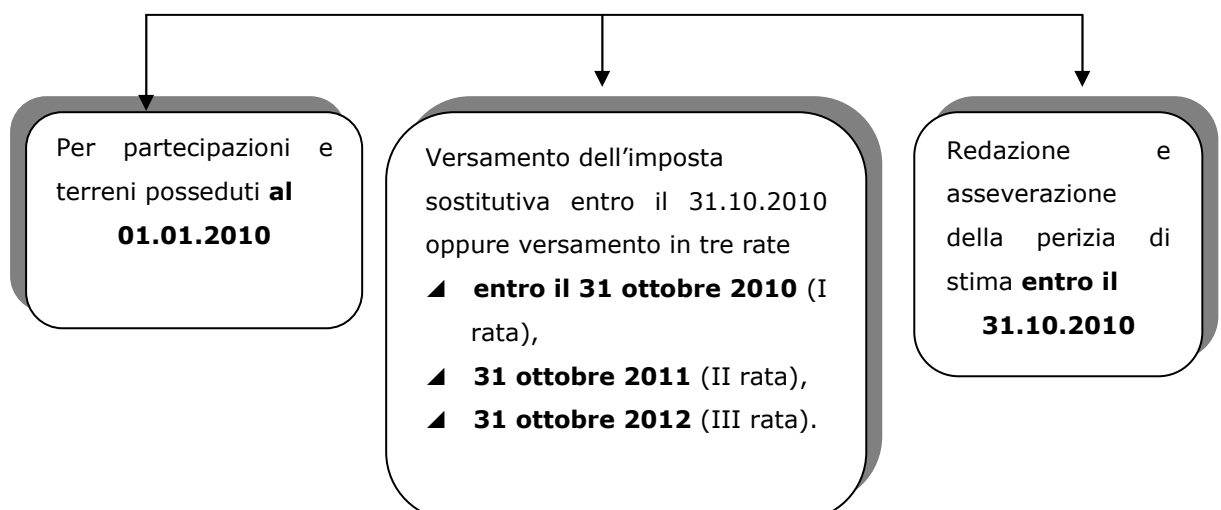 Per partecipazioni e
terreni posseduti al
01.01.2010
Versamento dell’imposta
sostitutiva entro il 31.10.2010
oppure versamento in tre rate
entro il 31 ottobre 2010 (I
rata),
31 ottobre 2011 (II rata),
31 ottobre 2012 (III rata).
Redazione e
asseverazione
della perizia di
stima entro il
31.10.2010